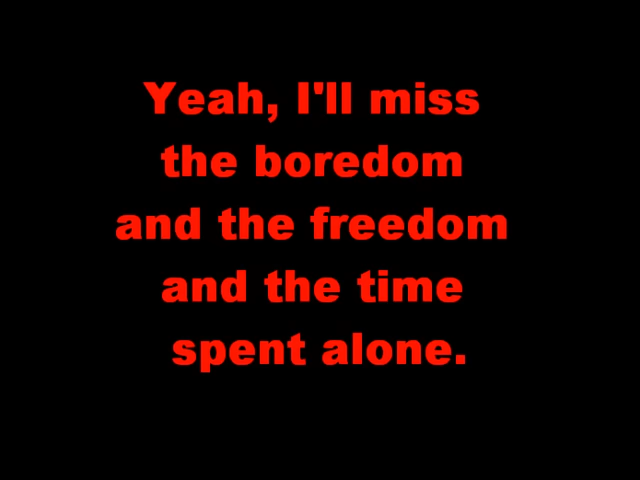 Yeah, I'll miss
the boredom
and the freedom
and the time
spent alone.